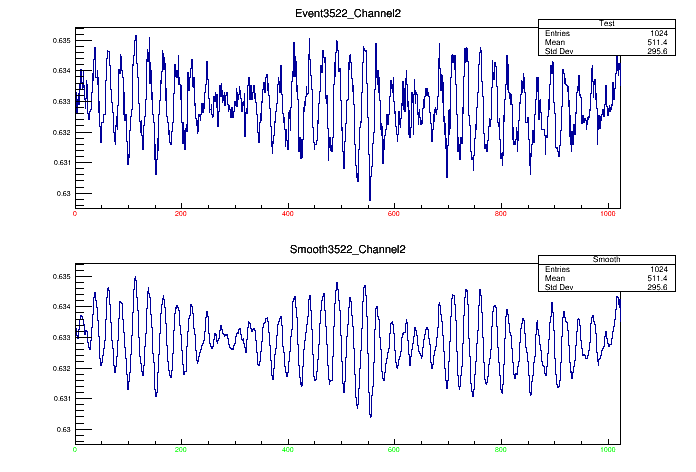 Event3522_Channel2
Test
Entries 1024
Mean 511.4
Std Dev 295.6
0.635
0.634
0.633
0.632
0.631
0.63
0 200 400 600 800 1000
Smooth3522_Channel2
Smooth
Entries 1024
Mean 511.4
Std Dev 295.6
0.635
0.634
0.633
0.632
0.631
0.63
0 200 400 600 800 1000